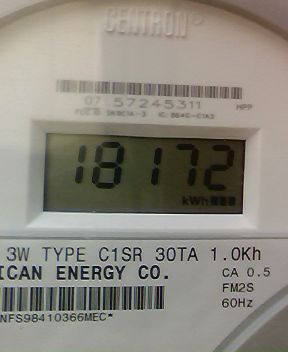 CENTRON®
07 57245311 HPP
18172
kWh
3W TYPE C1SR 30TA 1.0Kh
ICAN ENERGY CO. CA 0.5
FM2S
NFS98410366MEC* 60Hz